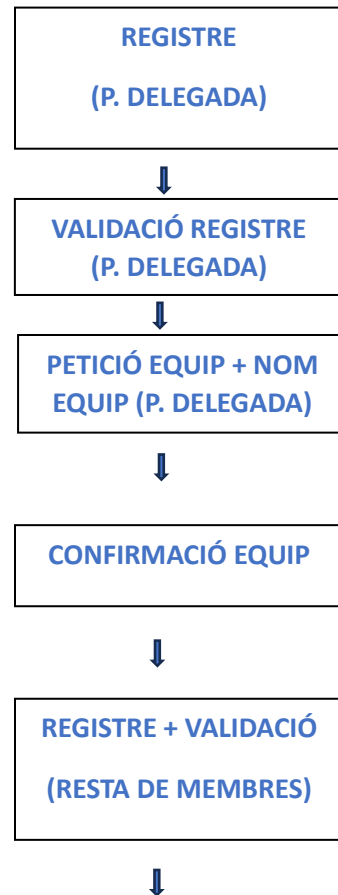 REGISTRE
(P. DELEGADA)
VALIDACIÓ REGISTRE
(P. DELEGADA)
PETICIÓ EQUIP + NOM
EQUIP (P. DELEGADA)
CONFIRMACIÓ EQUIP
REGISTRE + VALIDACIÓ
(RESTA DE MEMBRES)